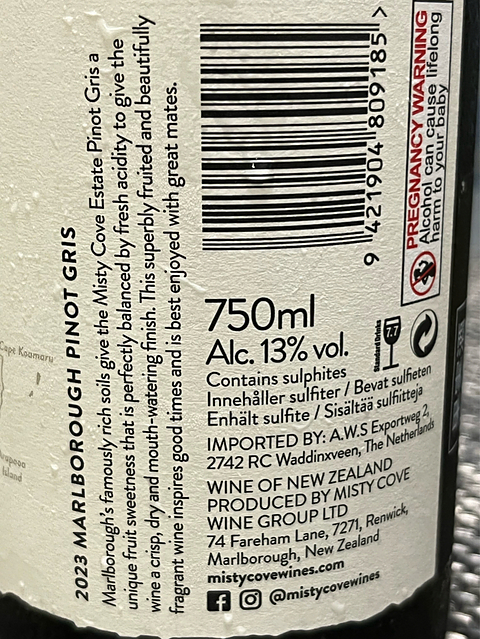 Cape Koamaru
Island
2023 MARLBOROUGH PINOT GRIS
Marlborough's famously rich soils give the Misty Cove Estate Pinot Gris a
unique fruit sweetness that is perfectly balanced by fresh acidity to give the
wine a crisp, dry and mouth-watering finish. This superbly fruited and beautifully
fragrant wine inspires good times and is best enjoyed with great mates.
9 421904 809185 >
PREGNANCY WARNING
Alcohol can cause lifelong
harm to your baby
750ml
Alc. 13% vol.
Standard Drinks
7.7
Contains sulphites
Innehåller sulfiter / Bevat sulfieten
Enhält sulfite / Sisältää sulfiitteja
IMPORTED BY: A.W.S Exportweg 2,
2742 RC Waddinxveen, The Netherlands
WINE OF NEW ZEALAND
PRODUCED BY MISTY COVE
WINE GROUP LTD
74 Fareham Lane, 7271, Renwick,
Marlborough, New Zealand
mistycovewines.com
@mistycovewines